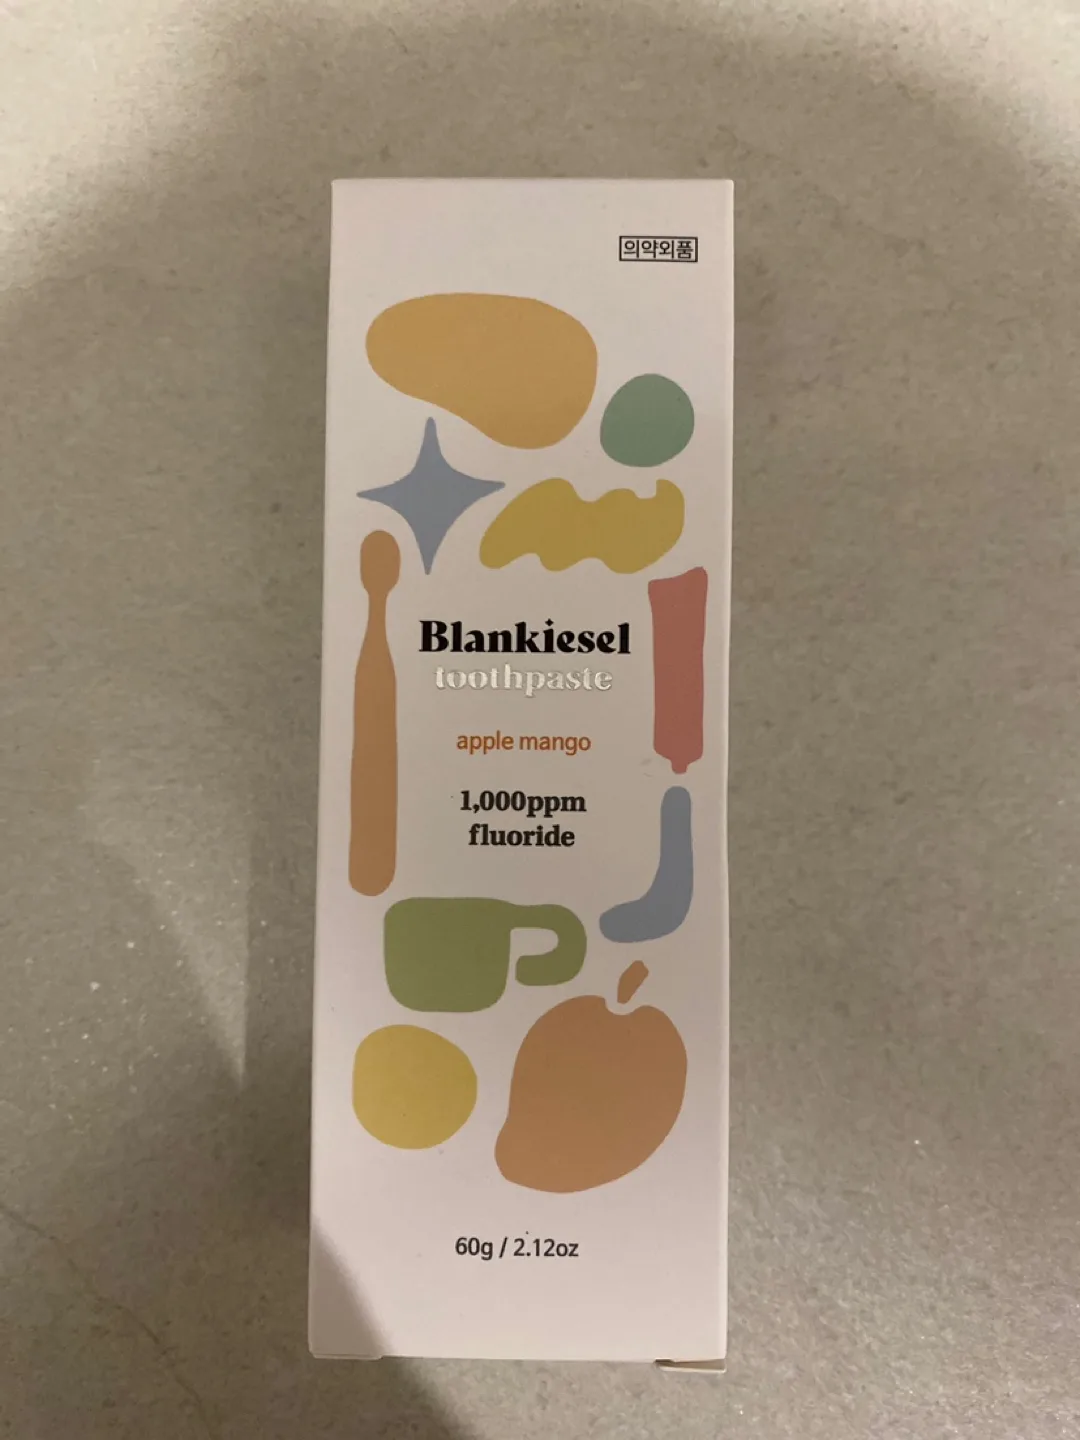 의약외품
Blankiesel
toothpaste
apple mango
1,000ppm
fluoride
60g / 2.12oz